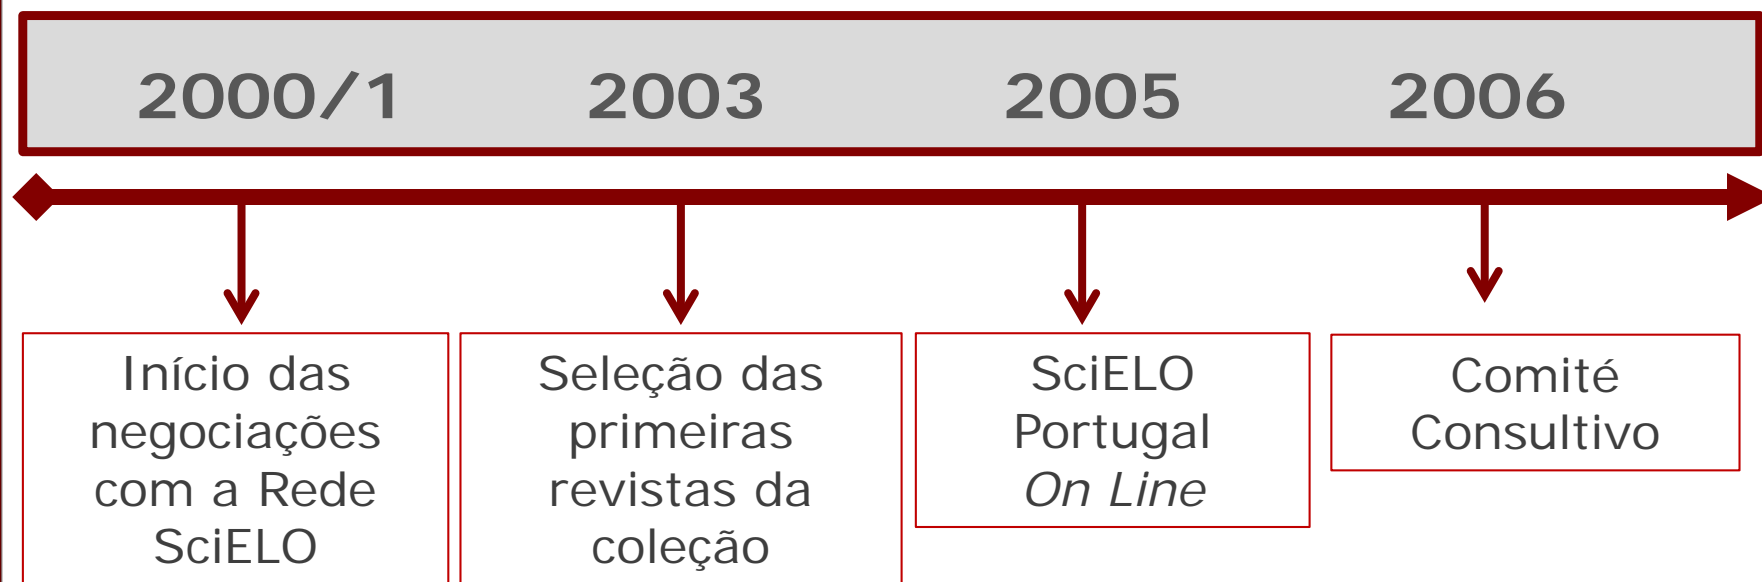 2000/1 2003 2005 2006
Início das
negociações
com a Rede
SciELO
Seleção das
primeiras
revistas da
coleção
SciELO
Portugal
On Line
Comité
Consultivo